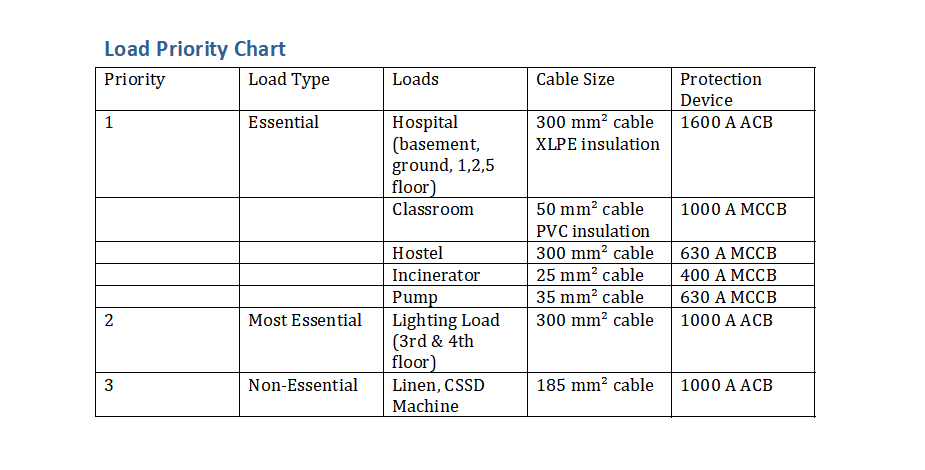 Load Priority Chart
Priority Load Type Loads Cable Size Protection
Device
1 Essential Hospital 300 mm² cable 1600 A ACB
(basement, XLPE insulation
ground, 1,2,5
floor)
Classroom 50 mm² cable 1000 A MCCB
PVC insulation
Hostel 300 mm² cable 630 A MCCB
Incinerator 25 mm² cable 400 A MCCB
Pump 35 mm² cable 630 A MCCB
2 Most Essential Lighting Load 300 mm² cable 1000 A ACB
(3rd & 4th
floor)
3 Non-Essential Linen, CSSD 185 mm² cable 1000 A ACB
Machine